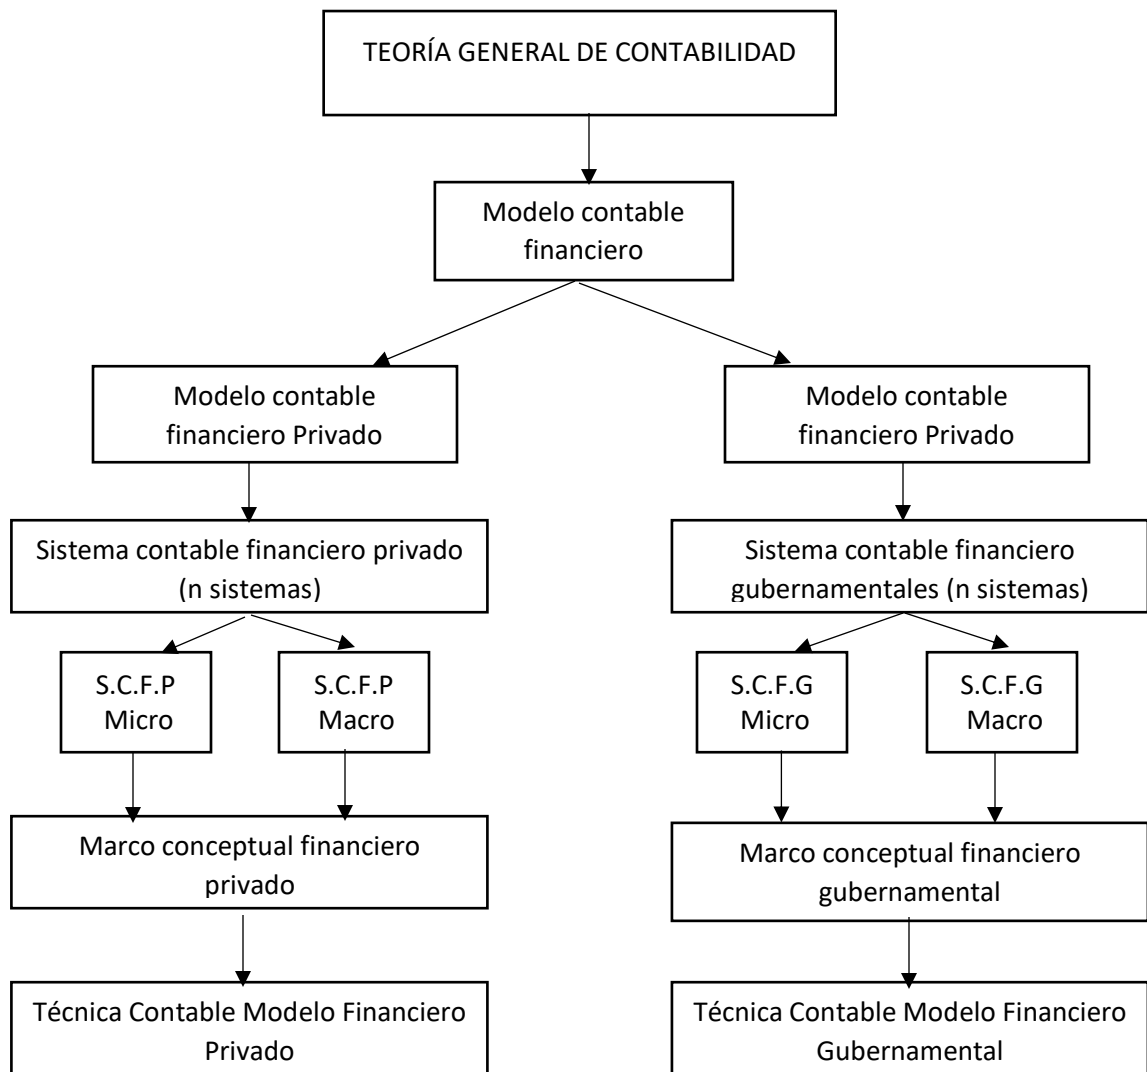 TEORÍA GENERAL DE CONTABILIDAD
Modelo contable
financiero
Modelo contable
financiero Privado
Modelo contable
financiero Privado
Sistema contable financiero privado
(n sistemas)
Sistema contable financiero
gubernamentales (n sistemas)
S.C.F.P
Micro
S.C.F.P
Macro
S.C.F.G
Micro
S.C.F.G
Macro
Marco conceptual financiero
privado
Marco conceptual financiero
gubernamental
Técnica Contable Modelo Financiero
Privado
Técnica Contable Modelo Financiero
Gubernamental